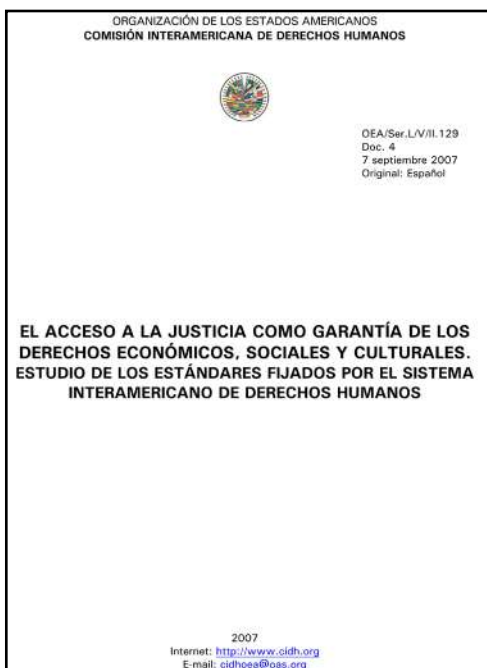 ORGANIZACIÓN DE LOS ESTADOS AMERICANOS
COMISIÓN INTERAMERICANA DE DERECHOS HUMANOS
OEA/Ser.L/V/II.129
Doc. 4
7 septiembre 2007
Original: Español
EL ACCESO A LA JUSTICIA COMO GARANTÍA DE LOS
DERECHOS ECONÓMICOS, SOCIALES Y CULTURALES.
ESTUDIO DE LOS ESTÁNDARES FIJADOS POR EL SISTEMA
INTERAMERICANO DE DERECHOS HUMANOS
2007
Internet: http://www.cidh.org
E-mail: cidhoea@oas.org